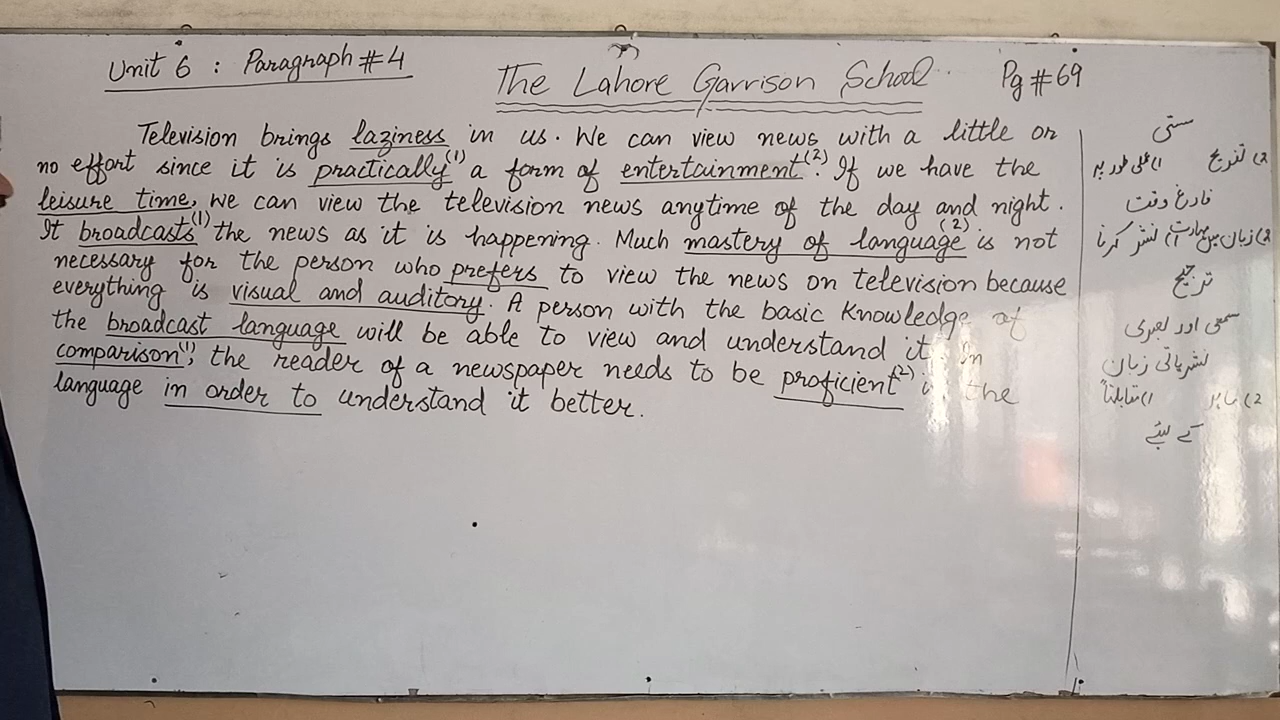 Unit 6 : Paragraph # 4
The Lahore Garrison School
Pg # 69
Television brings laziness in us. We can view news with a little or
no effort since it is practically(1) a form of entertainment(2). If we have the
leisure time, we can view the television news anytime of the day and night.
It broadcasts(1) the news as it is happening. Much mastery of language(2) is not
necessary for the person who prefers to view the news on television because
everything is visual and auditory. A person with the basic knowledge of
the broadcast language will be able to view and understand it. In
comparison(1), the reader of a newspaper needs to be proficient(2) in the
language in order to understand it better.
سستی
1) عملی طور پر 2) تفریح
فارغ وقت
1) نشر کرنا 2) زبان میں مہارت
ترجیح
سمعی اور بصری
نشریاتی زبان
1) مقابلتاً 2) ماہر
کے لیئے